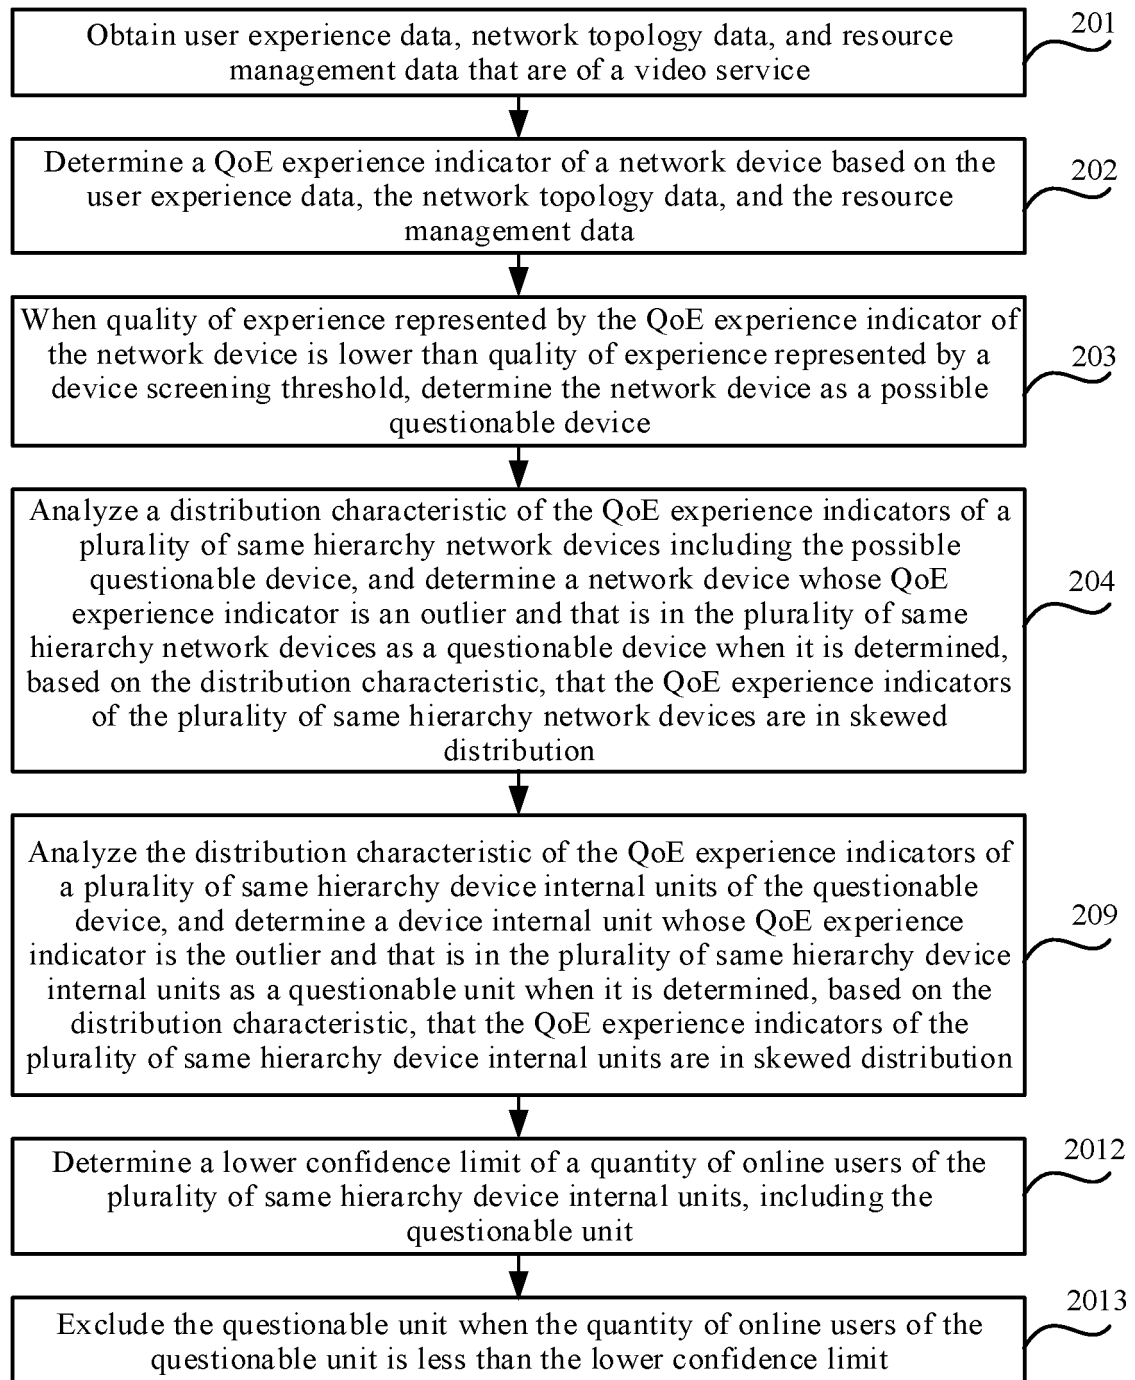 Obtain user experience data, network topology data, and resource
management data that are of a video service
201
Determine a QoE experience indicator of a network device based on the
user experience data, the network topology data, and the resource
management data
202
When quality of experience represented by the QoE experience indicator of
the network device is lower than quality of experience represented by a
device screening threshold, determine the network device as a possible
questionable device
203
Analyze a distribution characteristic of the QoE experience indicators of a
plurality of same hierarchy network devices including the possible
questionable device, and determine a network device whose QoE
experience indicator is an outlier and that is in the plurality of same
hierarchy network devices as a questionable device when it is determined,
based on the distribution characteristic, that the QoE experience indicators
of the plurality of same hierarchy network devices are in skewed
distribution
204
Analyze the distribution characteristic of the QoE experience indicators of
a plurality of same hierarchy device internal units of the questionable
device, and determine a device internal unit whose QoE experience
indicator is the outlier and that is in the plurality of same hierarchy device
internal units as a questionable unit when it is determined, based on the
distribution characteristic, that the QoE experience indicators of the
plurality of same hierarchy device internal units are in skewed distribution
209
Determine a lower confidence limit of a quantity of online users of the
plurality of same hierarchy device internal units, including the
questionable unit
2012
Exclude the questionable unit when the quantity of online users of the
questionable unit is less than the lower confidence limit
2013